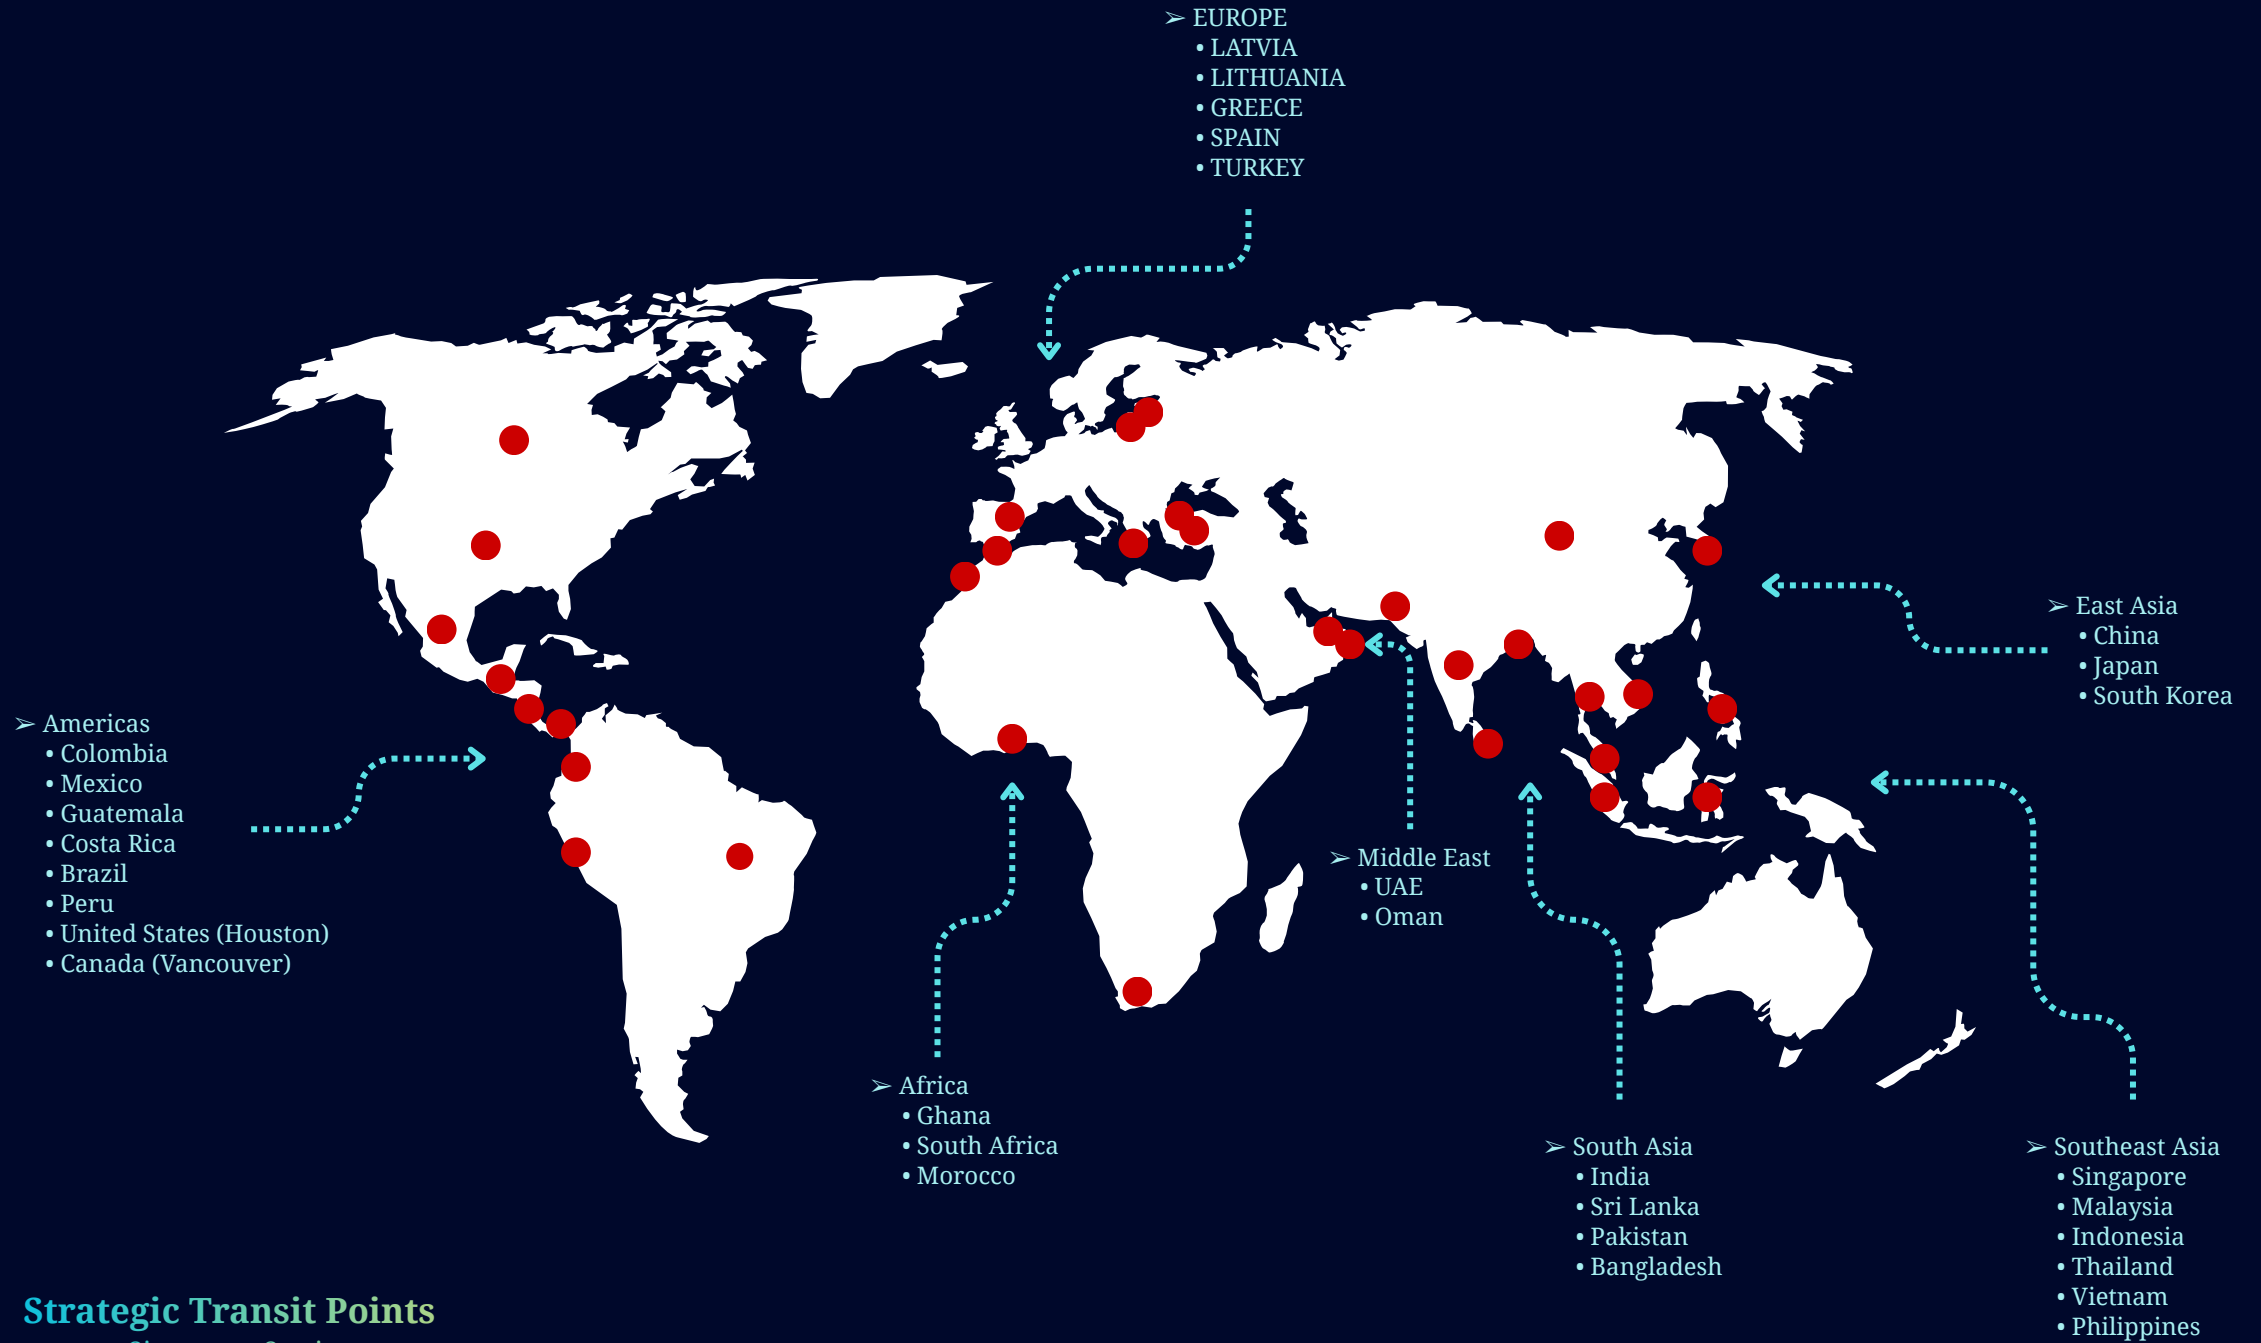 ➢ EUROPE
• LATVIA
• LITHUANIA
• GREECE
• SPAIN
• TURKEY
➢ East Asia
• China
• Japan
• South Korea
➢ Americas
• Colombia
• Mexico
• Guatemala
• Costa Rica
• Brazil
• Peru
• United States (Houston)
• Canada (Vancouver)
➢ Middle East
• UAE
• Oman
➢ Africa
• Ghana
• South Africa
• Morocco
➢ South Asia
• India
• Sri Lanka
• Pakistan
• Bangladesh
➢ Southeast Asia
• Singapore
• Malaysia
• Indonesia
• Thailand
• Vietnam
• Philippines
Strategic Transit Points